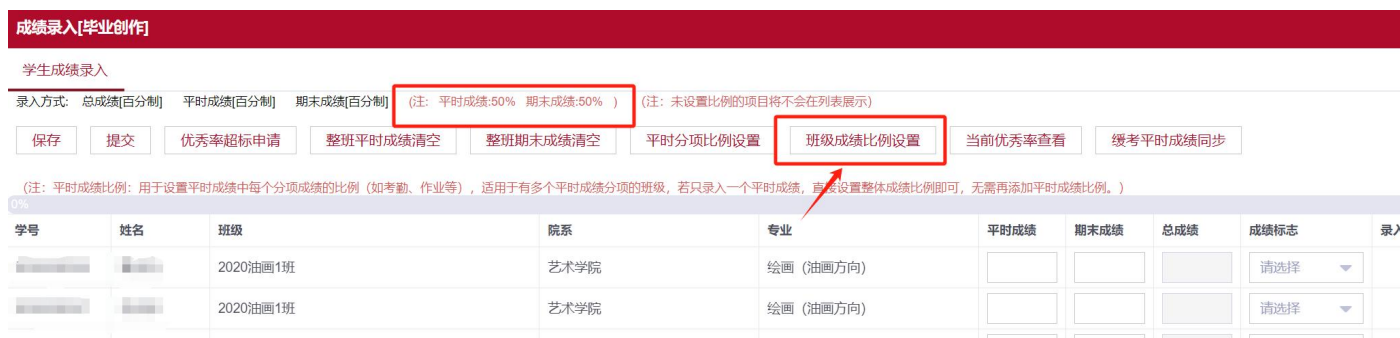 成绩录入[毕业创作]
学生成绩录入
录入方式: 总成绩[百分制] 平时成绩[百分制] 期末成绩[百分制] (注: 平时成绩:50% 期末成绩:50% ) (注: 未设置比例的项目将不会在列表展示)
保存 提交 优秀率超标申请 整班平时成绩清空 整班期末成绩清空 平时分项比例设置 班级成绩比例设置 当前优秀率查看 缓考平时成绩同步
(注: 平时成绩比例: 用于设置平时成绩中每个分项成绩的比例 (如考勤、作业等) , 适用于有多个平时成绩分项的班级, 若只录入一个平时成绩, 直接设置整体成绩比例即可, 无需再添加平时成绩比例。)
0%
学号 姓名 班级 院系 专业 平时成绩 期末成绩 总成绩 成绩标志 录入
2020油画1班 艺术学院 绘画 (油画方向) 请选择
2020油画1班 艺术学院 绘画 (油画方向) 请选择